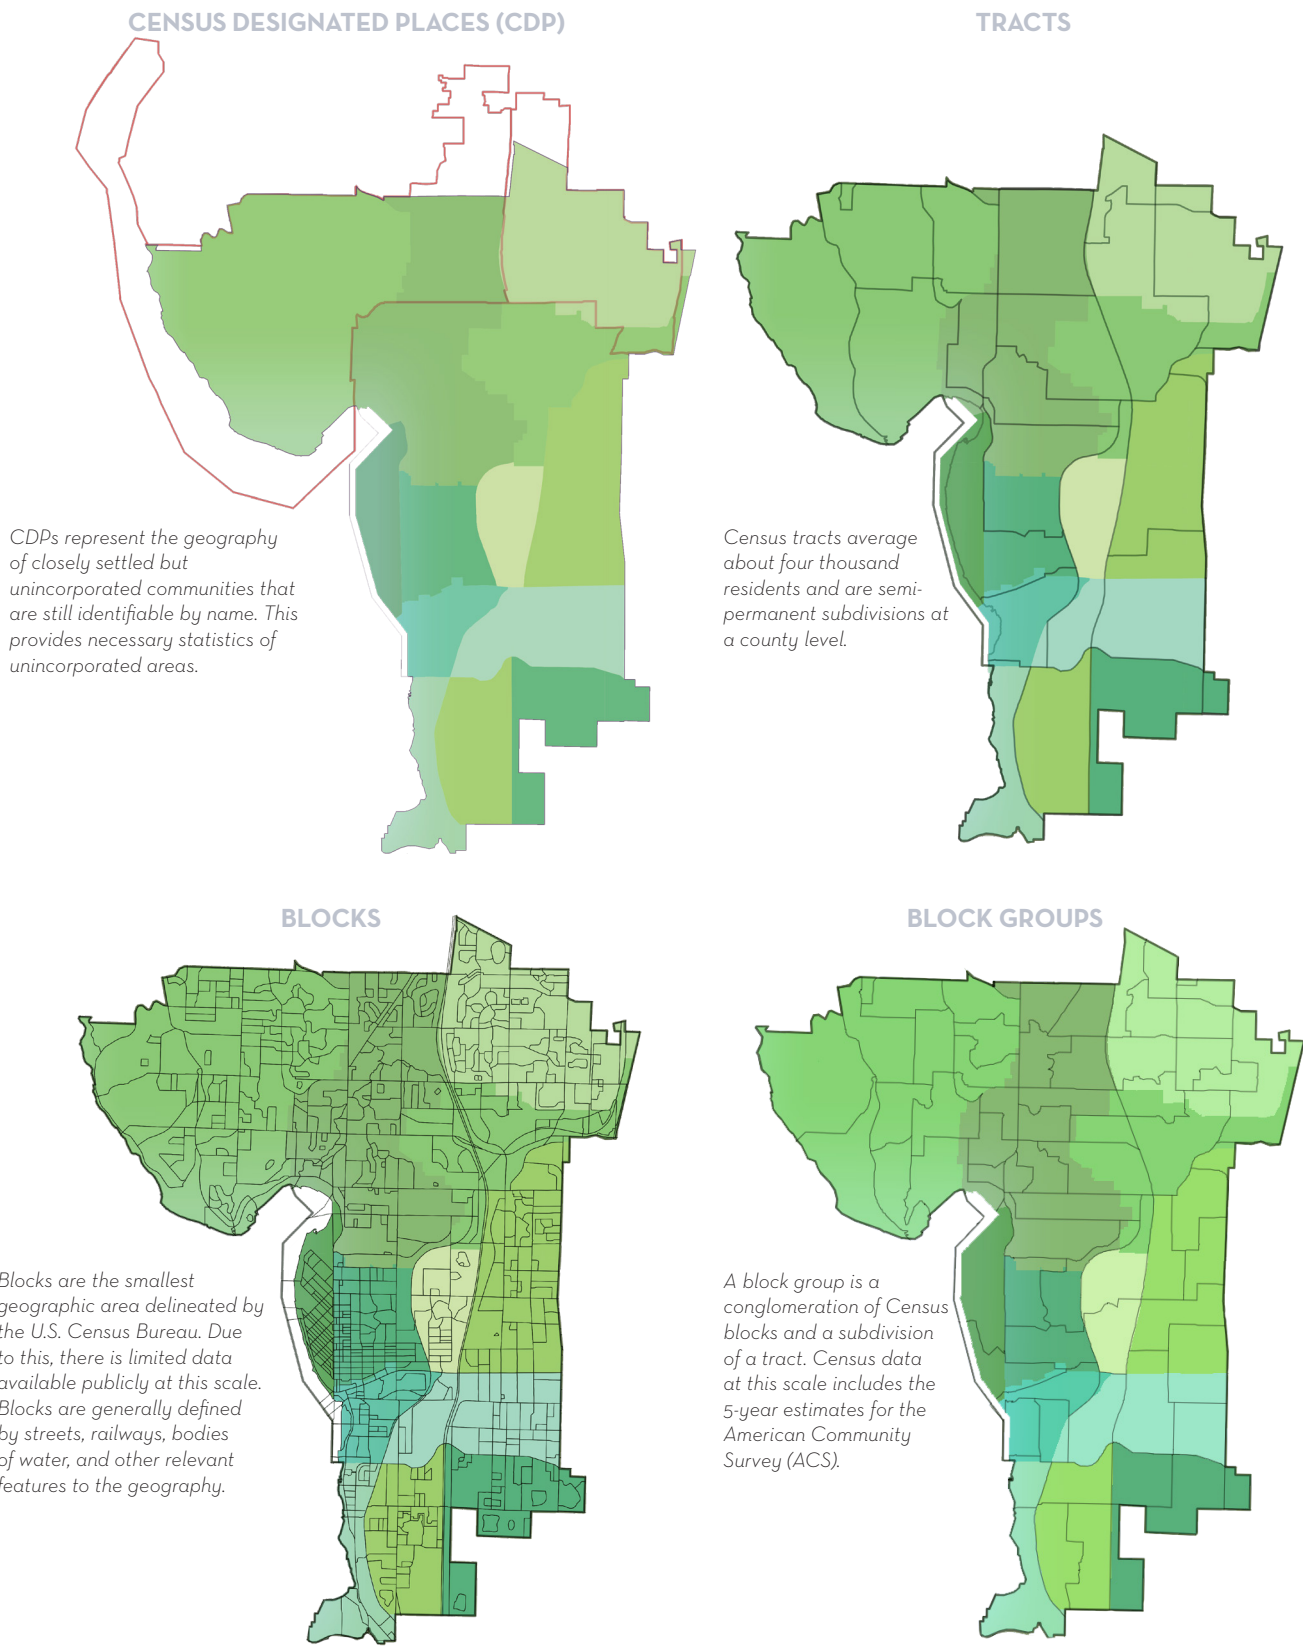 CENSUS DESIGNATED PLACES (CDP)
TRACTS
CDPs represent the geography
of closely settled but
unincorporated communities that
are still identifiable by name. This
provides necessary statistics of
unincorporated areas.
Census tracts average
about four thousand
residents and are semi-
permanent subdivisions at
a county level.
BLOCKS
BLOCK GROUPS
Blocks are the smallest
geographic area delineated by
the U.S. Census Bureau. Due
to this, there is limited data
available publicly at this scale.
Blocks are generally defined
by streets, railways, bodies
of water, and other relevant
features to the geography.
A block group is a
conglomeration of Census
blocks and a subdivision
of a tract. Census data
at this scale includes the
5-year estimates for the
American Community
Survey (ACS).